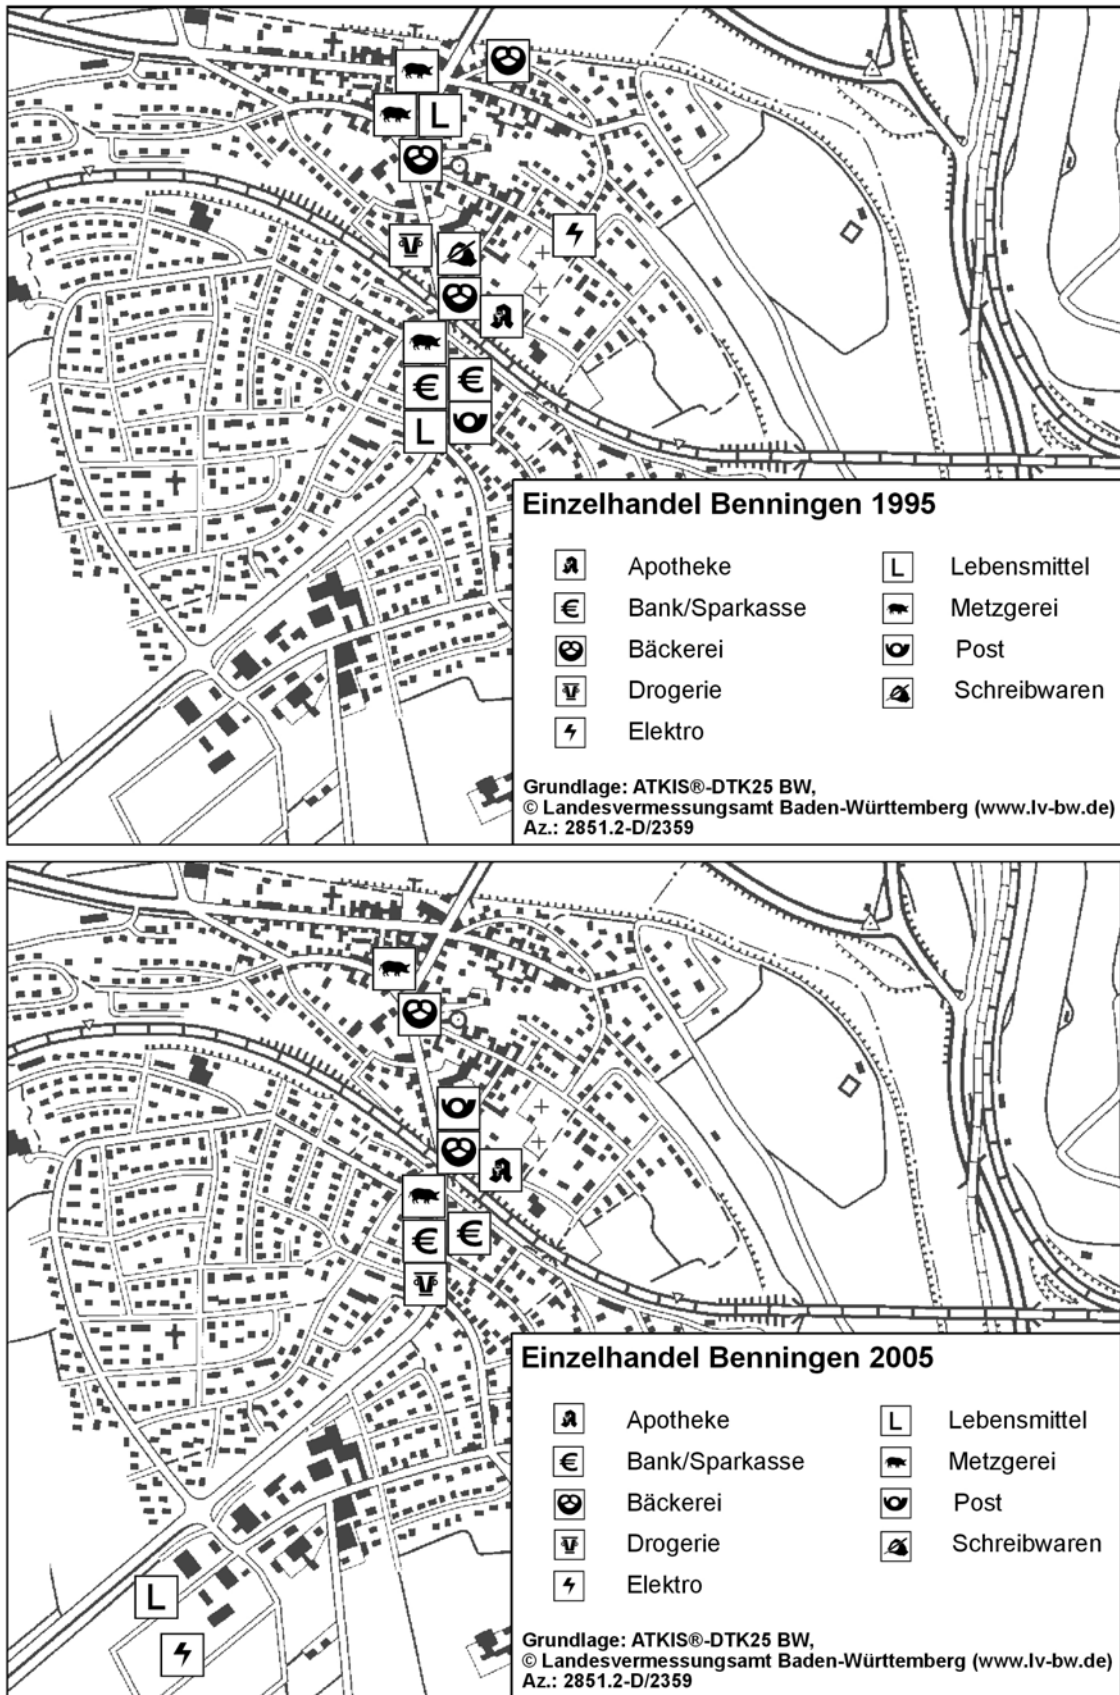 L
€
€
L
Einzelhandel Benningen 1995
Apotheke
Lebensmittel
€ Bank/Sparkasse
Metzgerei
Bäckerei
Post
Drogerie
Schreibwaren
Elektro
L
Grundlage: ATKIS®-DTK25 BW,
© Landesvermessungsamt Baden-Württemberg (www.lv-bw.de)
Az.: 2851.2-D/2359
€
€
Einzelhandel Benningen 2005
Apotheke
L Lebensmittel
€ Bank/Sparkasse
Metzgerei
Bäckerei
Post
Drogerie
Schreibwaren
Elektro
L
Grundlage: ATKIS®-DTK25 BW,
© Landesvermessungsamt Baden-Württemberg (www.lv-bw.de)
Az.: 2851.2-D/2359